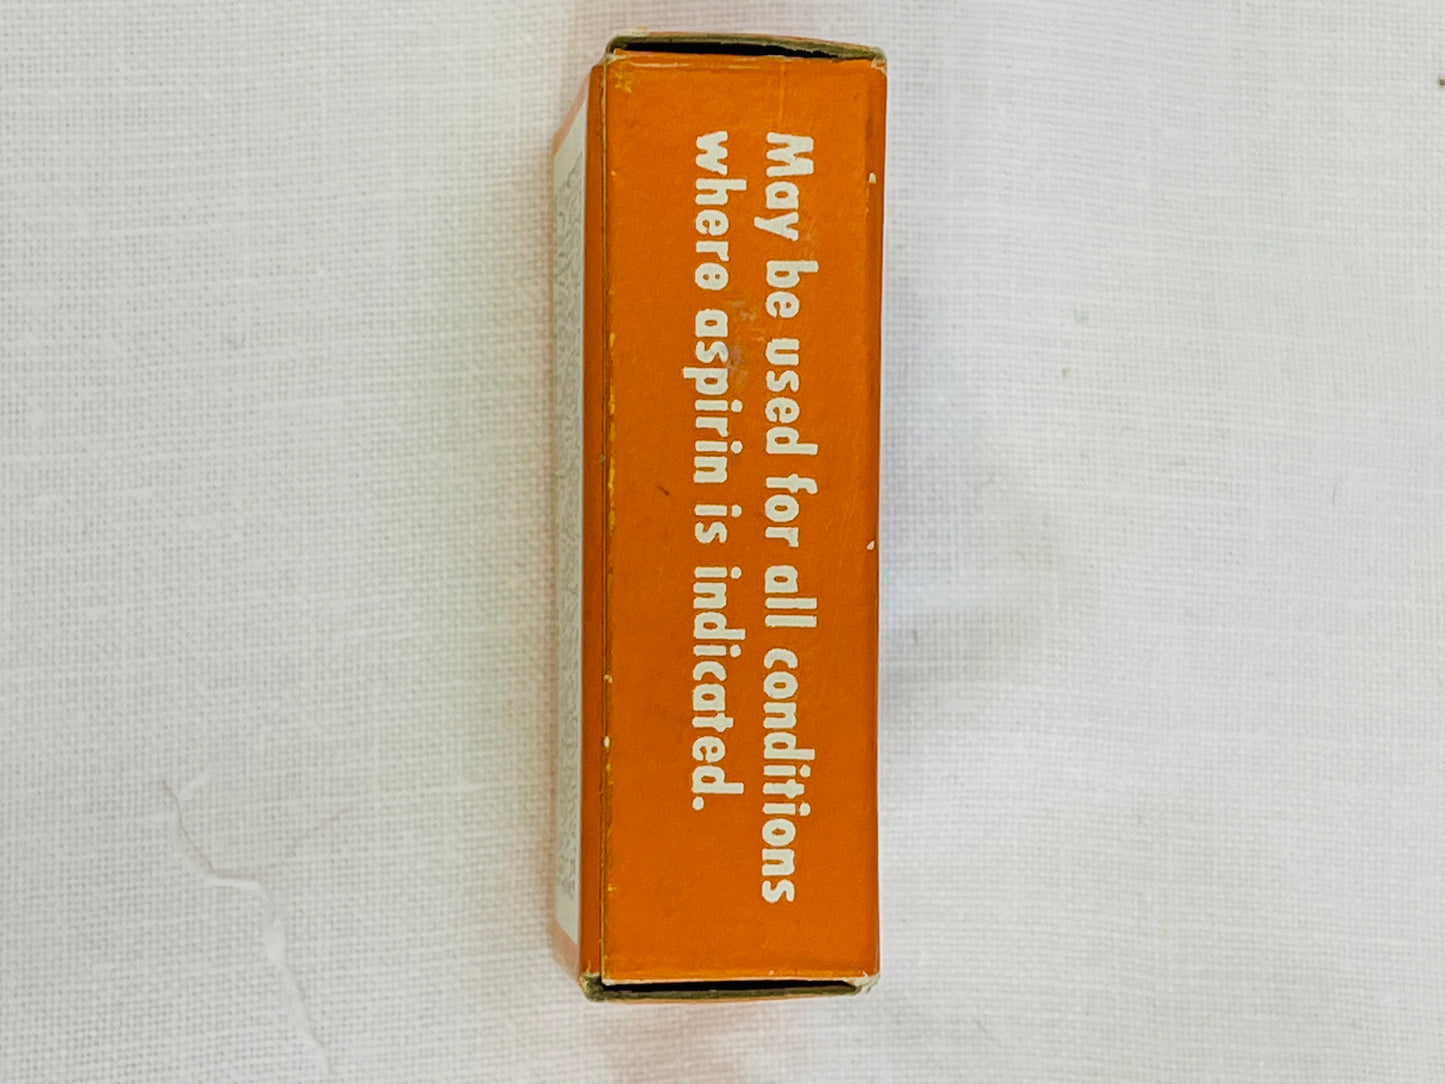 May be used for all conditions
where aspirin is indicated.